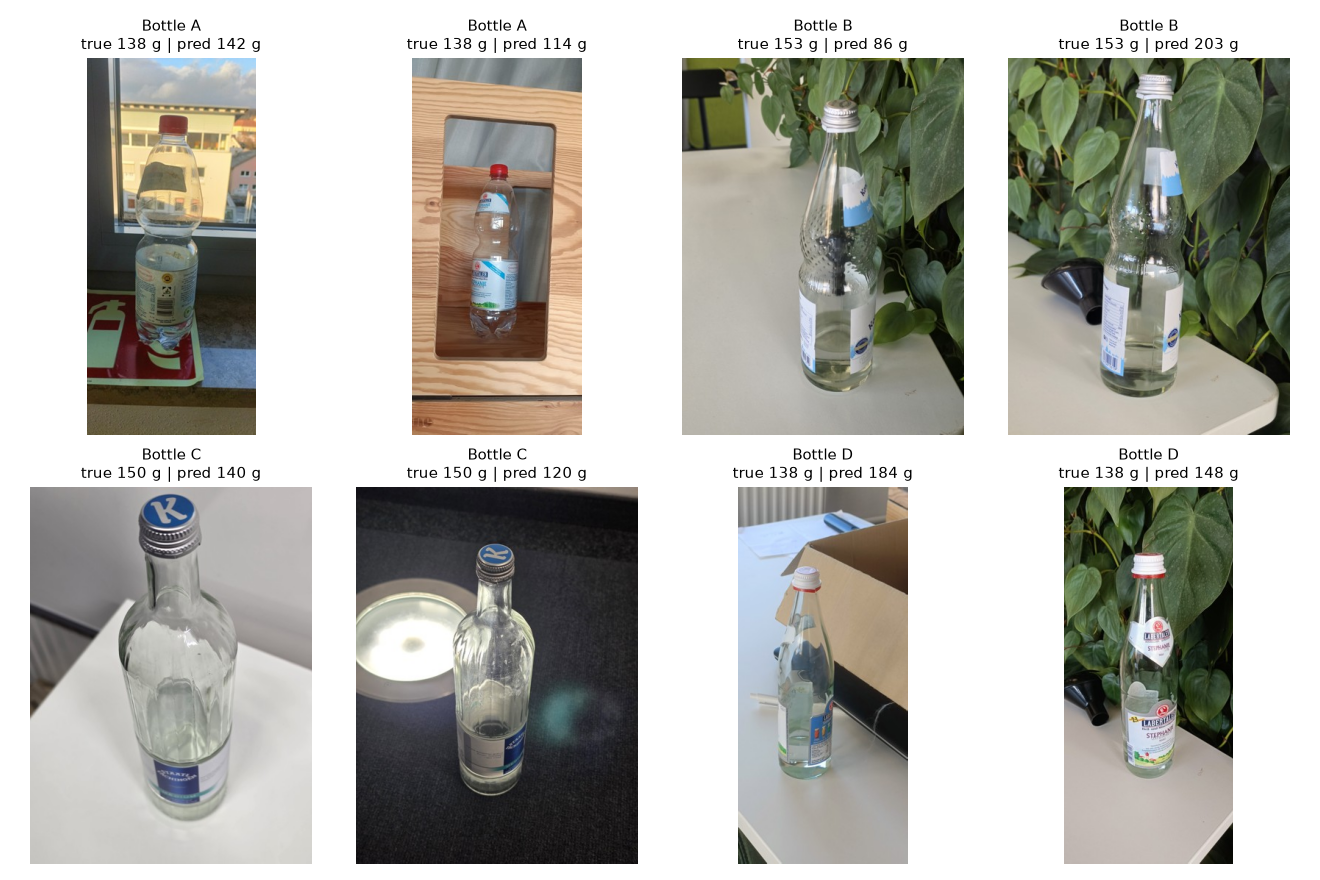 Bottle A
true 138 g | pred 142 g
Bottle A
true 138 g | pred 114 g
Bottle B
true 153 g | pred 86 g
Bottle B
true 153 g | pred 203 g
Bottle C
true 150 g | pred 140 g
Bottle C
true 150 g | pred 120 g
Bottle D
true 138 g | pred 184 g
Bottle D
true 138 g | pred 148 g
K
K